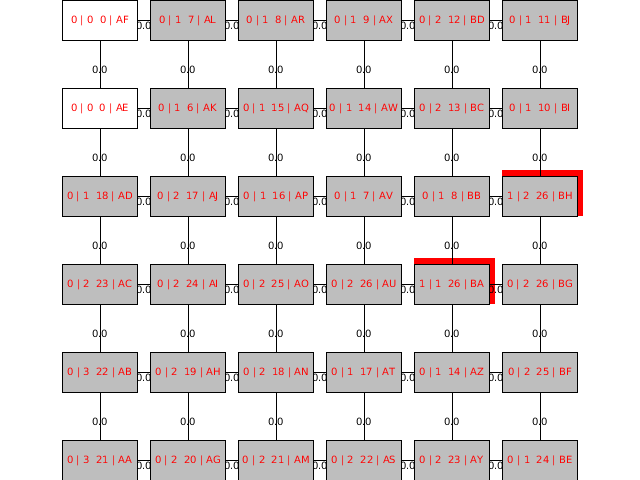 0 | 0 0 | AF 0.0 0 | 1 7 | AL 0.0 0 | 1 8 | AR 0.0 0 | 1 9 | AX 0.0 0 | 2 12 | BD 0.0 0 | 1 11 | BJ
0.0 0.0 0.0 0.0 0.0 0.0
0 | 0 0 | AE 0.0 0 | 1 6 | AK 0.0 0 | 1 15 | AQ 0.0 0 | 1 14 | AW 0.0 0 | 2 13 | BC 0.0 0 | 1 10 | BI
0.0 0.0 0.0 0.0 0.0 0.0
0 | 1 18 | AD 0.0 0 | 2 17 | AJ 0.0 0 | 1 16 | AP 0.0 0 | 1 7 | AV 0.0 0 | 1 8 | BB 0.0 1 | 2 26 | BH
0.0 0.0 0.0 0.0 0.0 0.0
0 | 2 23 | AC 0.0 0 | 2 24 | AI 0.0 0 | 2 25 | AO 0.0 0 | 2 26 | AU 0.0 1 | 1 26 | BA 0.0 0 | 2 26 | BG
0.0 0.0 0.0 0.0 0.0 0.0
0 | 3 22 | AB 0.0 0 | 2 19 | AH 0.0 0 | 2 18 | AN 0.0 0 | 1 17 | AT 0.0 0 | 1 14 | AZ 0.0 0 | 2 25 | BF
0.0 0.0 0.0 0.0 0.0 0.0
0 | 3 21 | AA 0.0 0 | 2 20 | AG 0.0 0 | 2 21 | AM 0.0 0 | 2 22 | AS 0.0 0 | 2 23 | AY 0.0 0 | 1 24 | BE